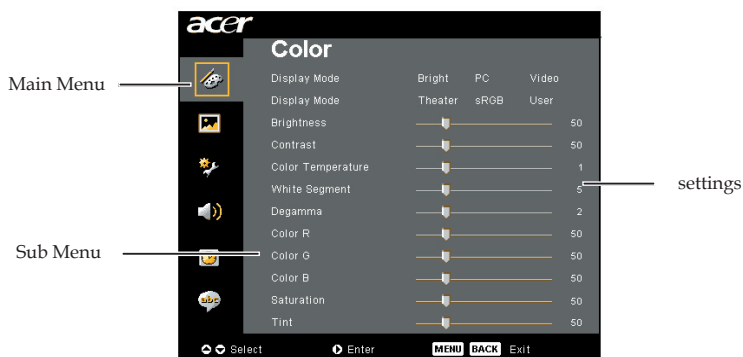 acer
Color
Display Mode Bright PC Video
Display Mode Theater sRGB User
Brightness 50
Contrast 50
Color Temperature 1
White Segment 5
Degamma 2
Color R 50
Color G 50
Color B 50
Saturation 50
Tint 50
abc
Select Enter MENU BACK Exit
Main Menu
Sub Menu
settings